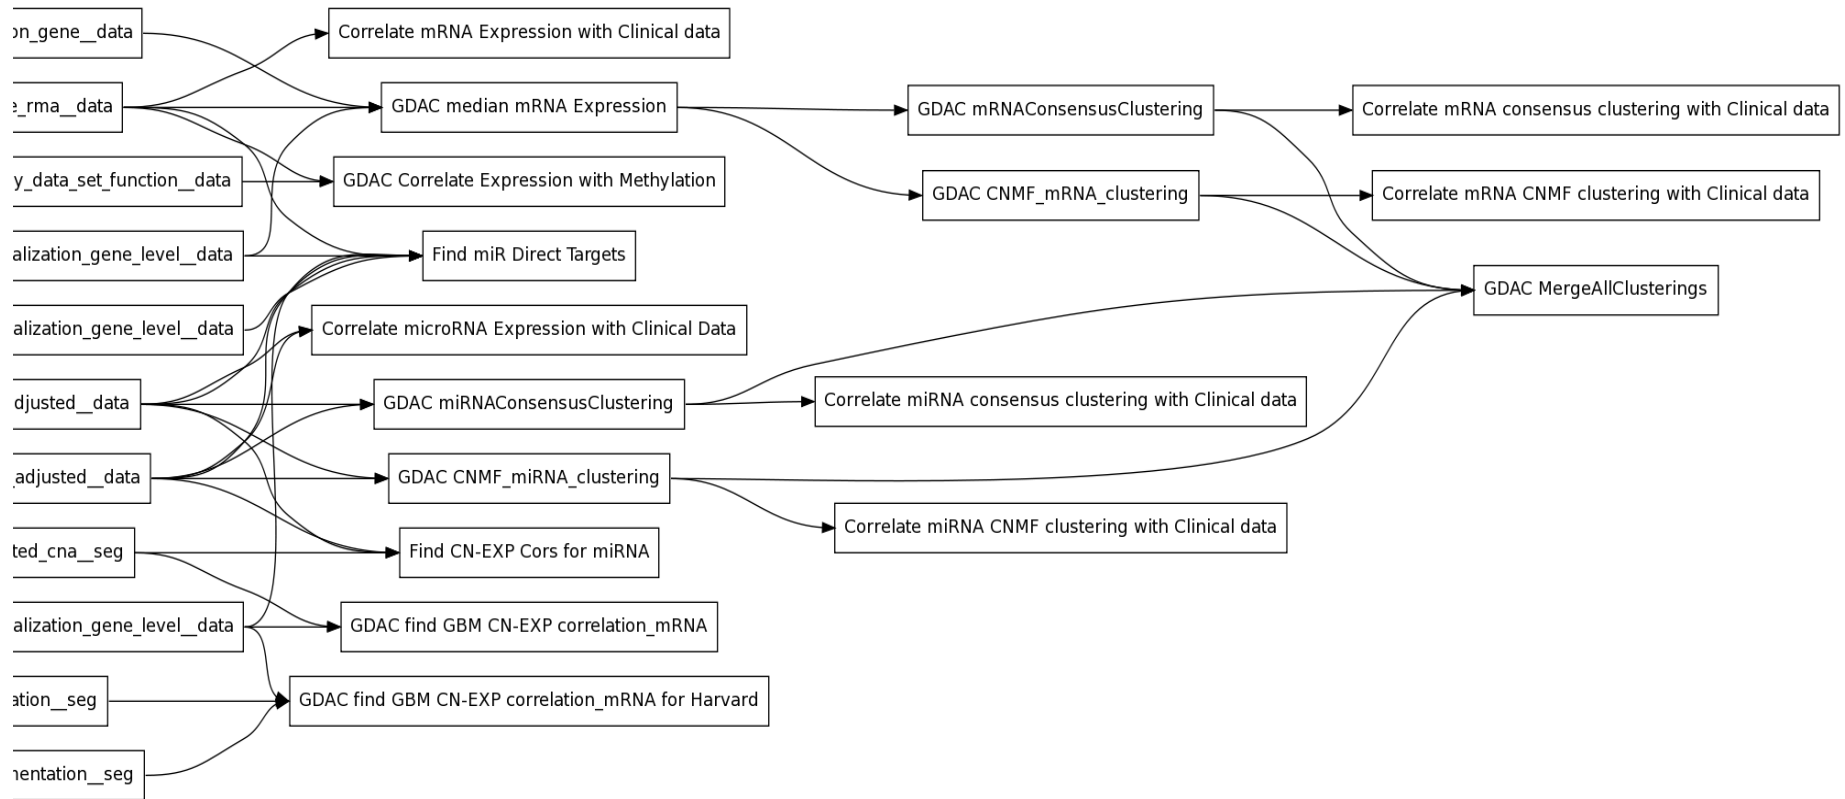 on_gene__data
Correlate mRNA Expression with Clinical data
e_rma__data
GDAC median mRNA Expression
GDAC mRNAConsensusClustering
Correlate mRNA consensus clustering with Clinical data
y_data_set_function__data
GDAC Correlate Expression with Methylation
GDAC CNMF_mRNA_clustering
Correlate mRNA CNMF clustering with Clinical data
alization_gene_level__data
Find miR Direct Targets
GDAC MergeAllClusterings
alization_gene_level__data
Correlate microRNA Expression with Clinical Data
djusted__data
GDAC miRNAConsensusClustering
Correlate miRNA consensus clustering with Clinical data
_adjusted__data
GDAC CNMF_miRNA_clustering
Correlate miRNA CNMF clustering with Clinical data
ted_cna__seg
Find CN-EXP Cors for miRNA
alization_gene_level__data
GDAC find GBM CN-EXP correlation_mRNA
ation__seg
GDAC find GBM CN-EXP correlation_mRNA for Harvard
mentation__seg